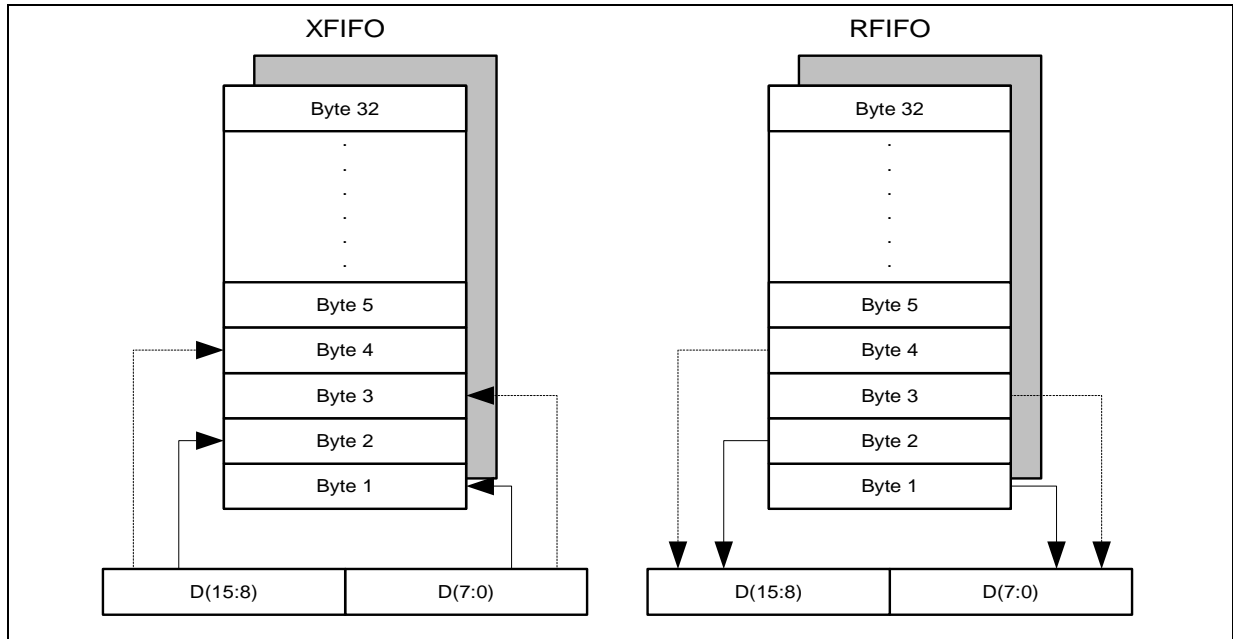 XFIFO
Byte 32
.
.
.
.
.
.
Byte 5
Byte 4
Byte 3
Byte 2
Byte 1
D(15:8) D(7:0)
RFIFO
Byte 32
.
.
.
.
.
.
Byte 5
Byte 4
Byte 3
Byte 2
Byte 1
D(15:8) D(7:0)